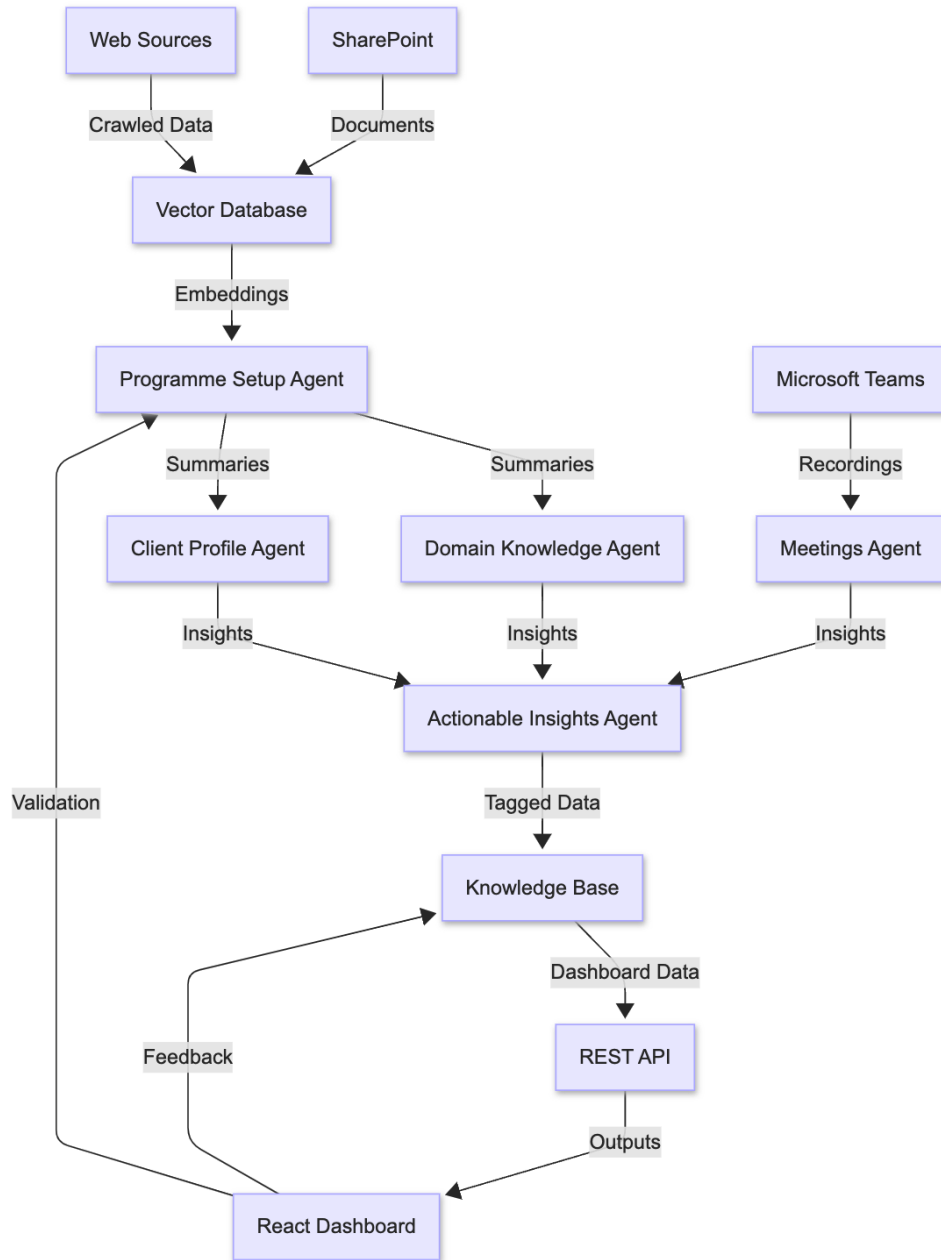 Web Sources
SharePoint
Crawled Data
Documents
Vector Database
Embeddings
Programme Setup Agent
Microsoft Teams
Summaries
Summaries
Recordings
Client Profile Agent
Domain Knowledge Agent
Meetings Agent
Insights
Insights
Insights
Actionable Insights Agent
Validation
Tagged Data
Knowledge Base
Dashboard Data
Feedback
REST API
Outputs
React Dashboard